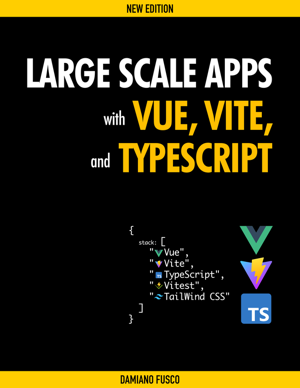 NEW EDITION
LARGE SCALE APPS
with VUE, VITE,
and TYPESCRIPT
{
stack: [
"Vue",
"Vite",
"TypeScript",
"Vitest",
"TailWind CSS"
]
}
TS
DAMIANO FUSCO